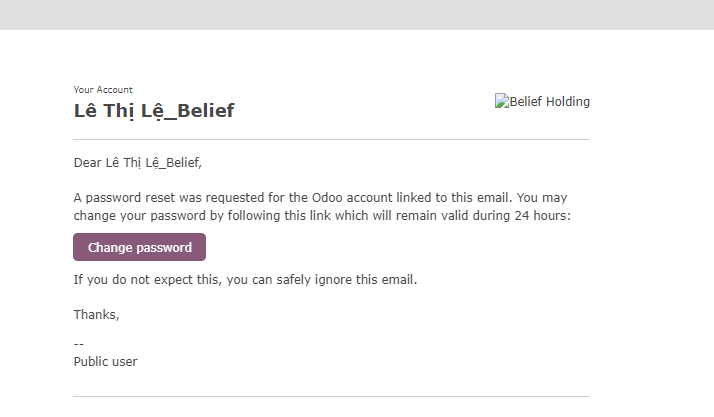 Your Account
Lê Thị Lệ_Belief
Belief Holding
Dear Lê Thị Lệ_Belief,
A password reset was requested for the Odoo account linked to this email. You may
change your password by following this link which will remain valid during 24 hours:
Change password
If you do not expect this, you can safely ignore this email.
Thanks,
--
Public user